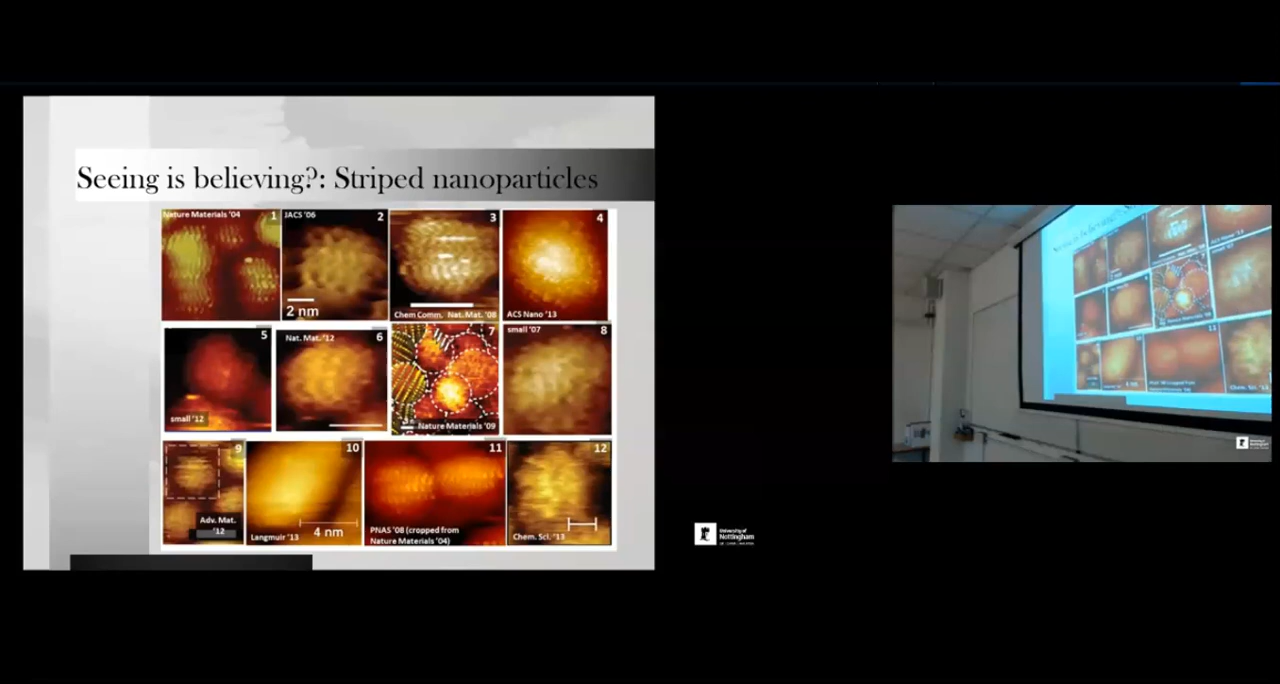 Seeing is believing?: Striped nanoparticles
Nature Materials '04 1
JACS '06 2
2 nm
3
Chem Comm. Nat. Mat. '08
4
ACS Nano '13
5
small '12
Nat. Mat. '12 6
7
Nature Materials '09
small '07 8
9
Adv. Mat.
'12
10
Langmuir '13 4 nm
11
PNAS '08 (cropped from
Nature Materials '04)
12
Chem. Sci. '13
University of
Nottingham